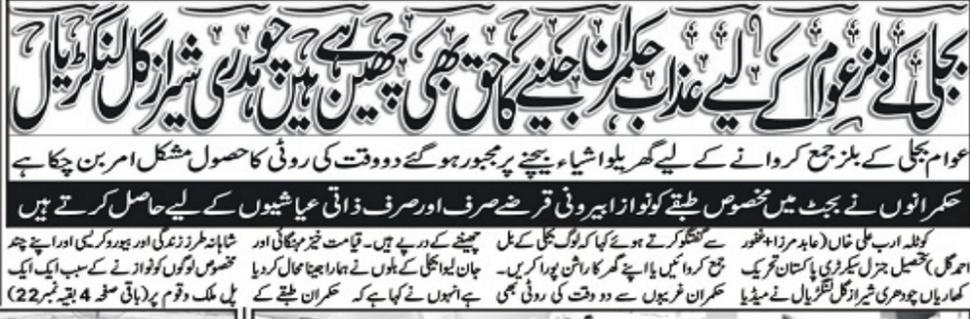 بجلی کے بلز عوام کے لیے عذاب حکمران جینے کا حق بھی چھین رہے ہیں چوہدری شیراز گل لنگڑیال
عوام بجلی کے بلز جمع کروانے کے لیے گھریلو اشیاء بیچنے پر مجبور ہو گئے دو وقت کی روٹی کا حصول مشکل امر بن چکا ہے
حکمرانوں نے بجٹ میں مخصوص طبقے کو نوازا بیرونی قرضے صرف اور صرف ذاتی عیاشیوں کے لیے حاصل کرتے ہیں
کوٹلہ ارب علی خاں (عابد مرزا+غفور
احمد گل) تحصیل جنرل سیکرٹری پاکستان تحریک
کھاریاں چودھری شیراز گل لنگڑیال نے میڈیا
سے گفتگو کرتے ہوئے کہا کہ لوگ بجلی کے بل
جمع کروائیں یا اپنے گھر کا راشن پورا کریں۔
حکمران غریبوں سے دو وقت کی روٹی بھی
چھیننے کے درپے ہیں۔ قیامت خیز مہنگائی اور
جان لیوا بجلی کے بلوں نے ہمارا جینا محال کر دیا
ہے انہوں نے کہا ہے کہ حکمران طبقے کے
شاہانہ طرز زندگی اور بیوروکریسی اور اپنے چند
مخصوص لوگوں کو نوازنے کے سبب ایک ایک
پل ملک و قوم پر (باقی صفحہ 4 بقیہ نمبر 22)